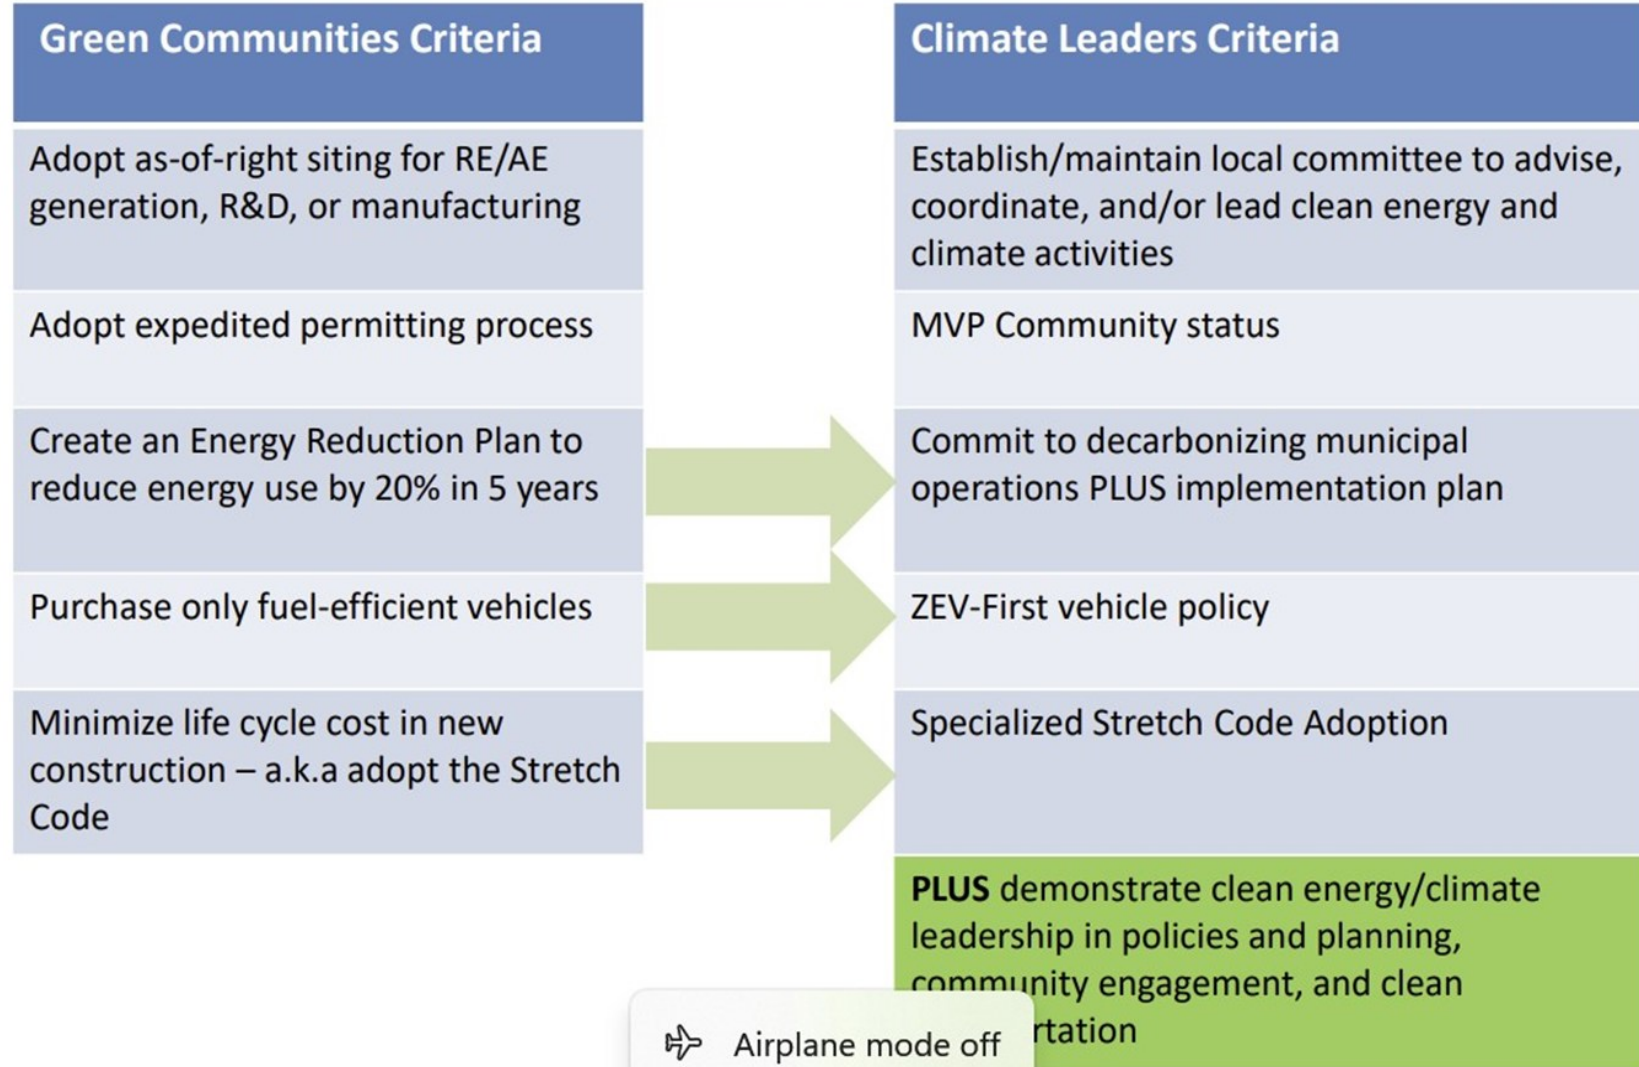 Green Communities Criteria
Adopt as-of-right siting for RE/AE
generation, R&D, or manufacturing
Adopt expedited permitting process
Create an Energy Reduction Plan to
reduce energy use by 20% in 5 years
Purchase only fuel-efficient vehicles
Minimize life cycle cost in new
construction – a.k.a adopt the Stretch
Code
Climate Leaders Criteria
Establish/maintain local committee to advise,
coordinate, and/or lead clean energy and
climate activities
MVP Community status
Commit to decarbonizing municipal
operations PLUS implementation plan
ZEV-First vehicle policy
Specialized Stretch Code Adoption
PLUS demonstrate clean energy/climate
leadership in policies and planning,
community engagement, and clean
rtation
Airplane mode off